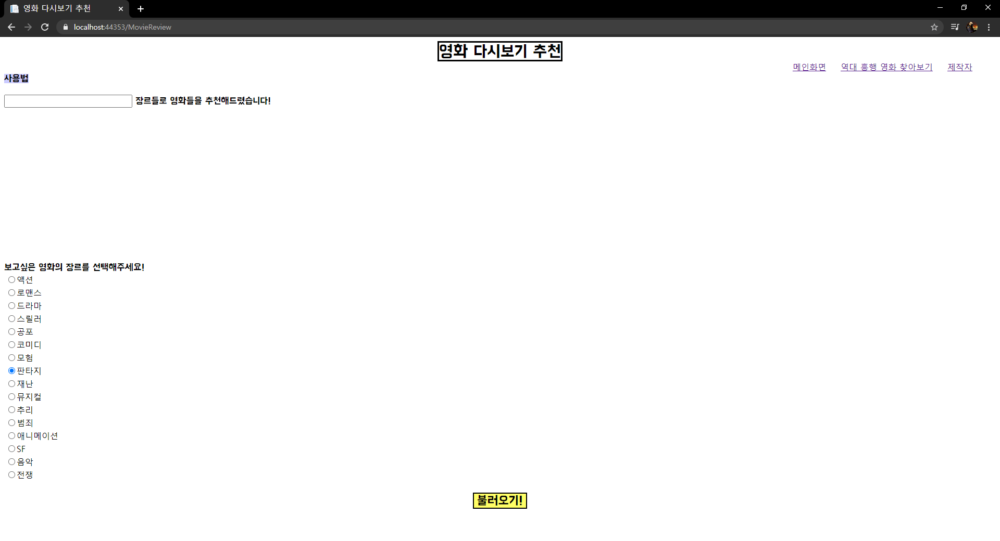 영화 다시보기 추천
localhost:44353/MovieReview
영화 다시보기 추천
메인화면 역대 흥행 영화 찾아보기 제작자
사용법
장르들로 영화들을 추천해드렸습니다!
보고싶은 영화의 장르를 선택해주세요!
액션
로맨스
드라마
스릴러
공포
코미디
모험
판타지
재난
뮤지컬
추리
범죄
애니메이션
SF
음악
전쟁
불러오기!